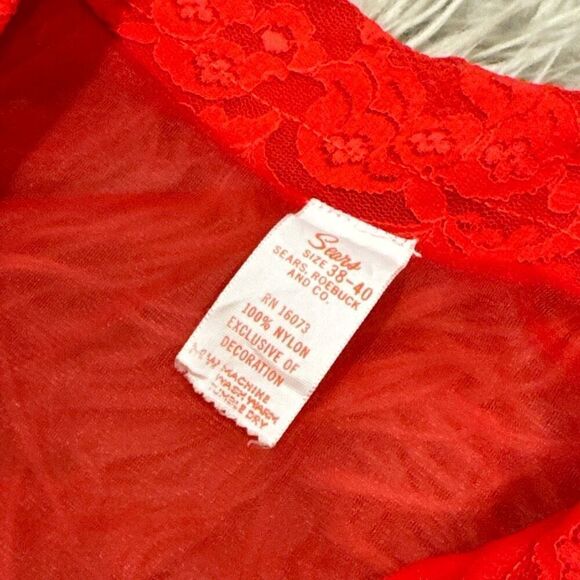 Sears
SIZE 38-40
SEARS, ROEBUCK
AND CO.
RN 16073
100% NYLON
EXCLUSIVE OF
DECORATION
MWW MACHINE
WASH WARM
TUMBLE DRY